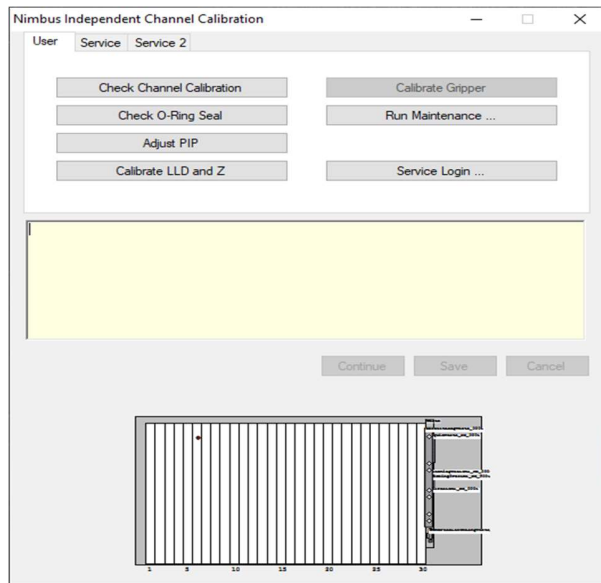 Nimbus Independent Channel Calibration
User Service Service 2
Check Channel Calibration Calibrate Gripper
Check O-Ring Seal Run Maintenance ...
Adjust PIP
Calibrate LLD and Z Service Login ...
Continue Save Cancel
1 5 10 15 20 25 30